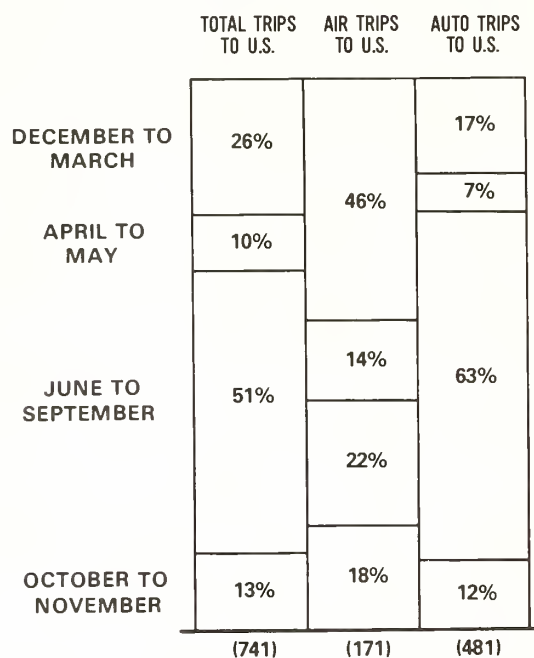 TOTAL TRIPS TO U.S.
AIR TRIPS TO U.S.
AUTO TRIPS TO U.S.
DECEMBER TO
MARCH
26%
46%
17%
APRIL TO
MAY
10%
14%
7%
JUNE TO
SEPTEMBER
51%
22%
63%
OCTOBER TO
NOVEMBER
13%
18%
12%
(741)
(171)
(481)